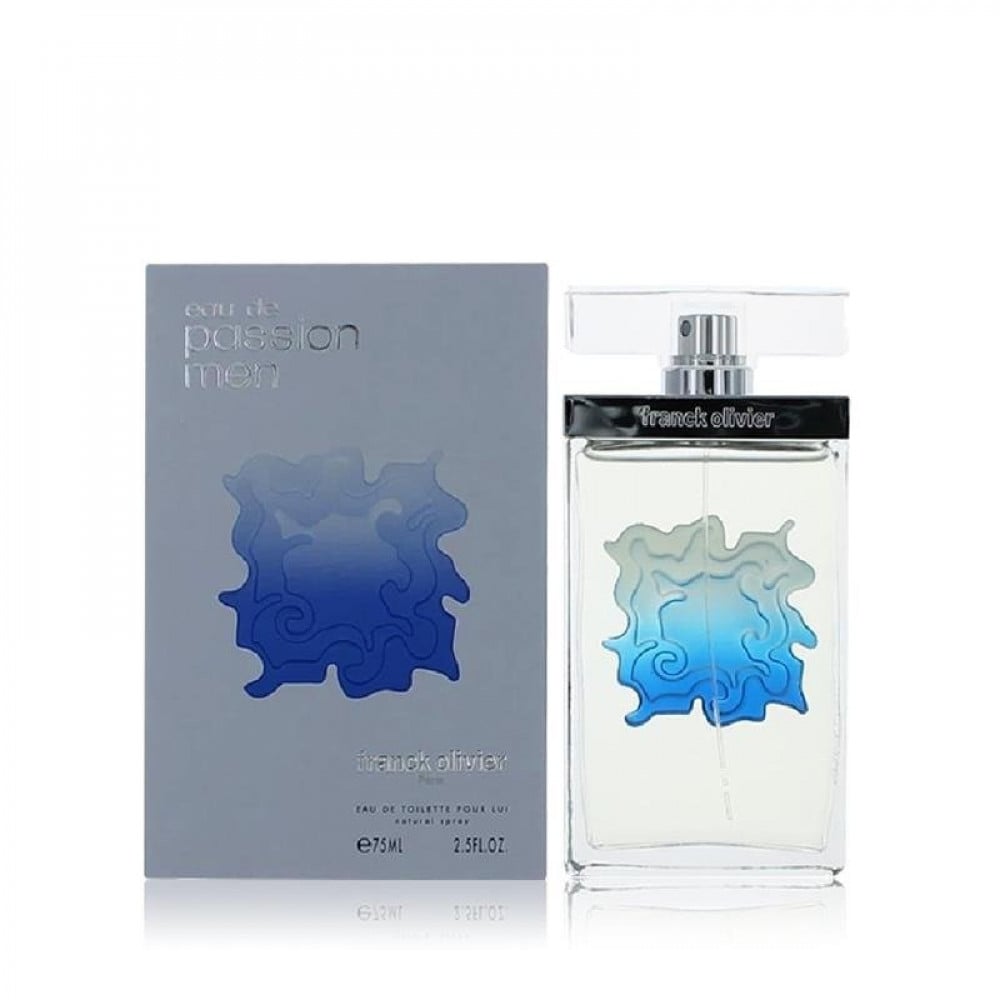 eau de
passion
men
franck olivier
Paris
EAU DE TOILETTE POUR LUI
natural spray
e75ML 2.5FL.OZ.
franck olivier